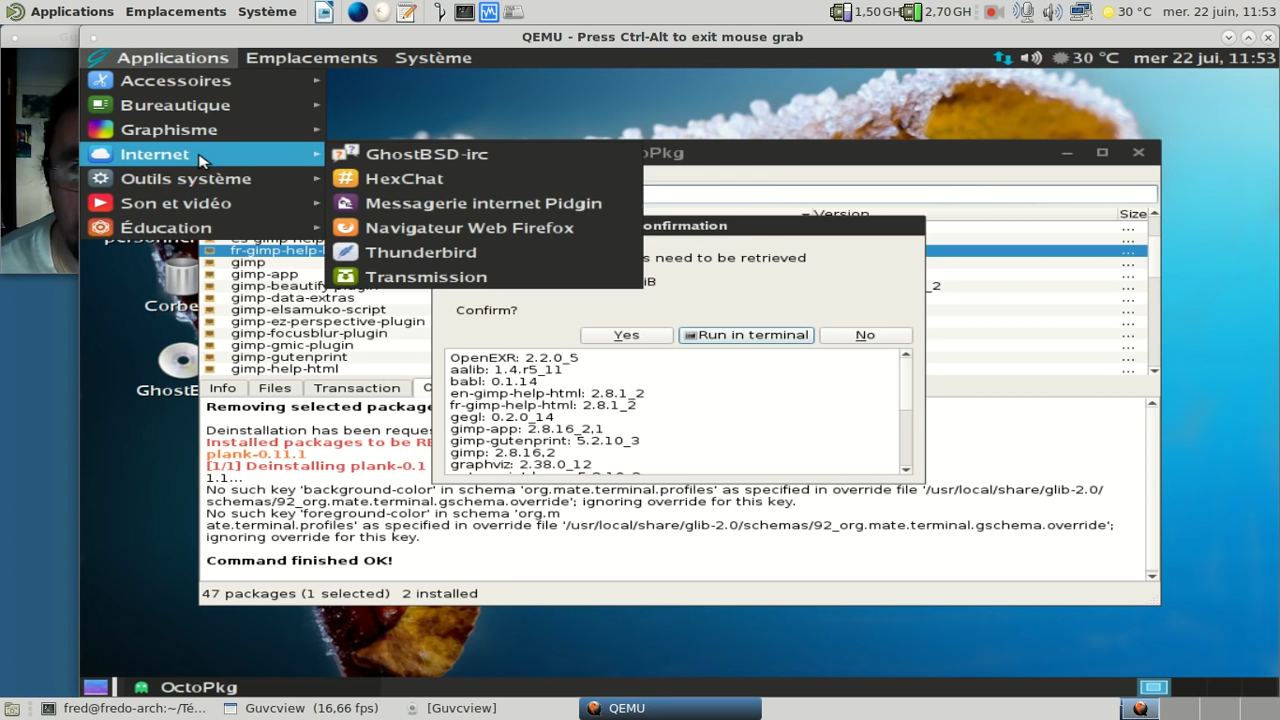 Applications Emplacements Système 1,50 GH 2,70 GH 30 °C mer. 22 juin, 11:53
QEMU - Press Ctrl-Alt to exit mouse grab
Applications Emplacements Système 30 °C mer 22 jui, 11:53
Accessoires
Bureautique
Graphisme
Internet
Outils système
Son et vidéo
Éducation
GhostBSD-irc
HexChat
Messagerie internet Pidgin
Navigateur Web Firefox
Thunderbird
Transmission
oPkg
Version Size
Corbe
GhostB
fr-gimp-help-
gimp
gimp-app
gimp-beautify-plugin
gimp-data-extras
gimp-elsamuko-script
gimp-ez-perspective-plugin
gimp-focusblur-plugin
gimp-gmic-plugin
gimp-gutenprint
gimp-help-html
_2
onfirmation
s need to be retrieved
iB
Confirm?
Yes Run in terminal No
OpenEXR: 2.2.0_5
aalib: 1.4.r5_11
babl: 0.1.14
en-gimp-help-html: 2.8.1_2
fr-gimp-help-html: 2.8.1_2
gegl: 0.2.0_14
gimp-app: 2.8.16_2,1
gimp-gutenprint: 5.2.10_3
gimp: 2.8.16,2
graphviz: 2.38.0_12
Info Files Transaction O
Removing selected package
Deinstallation has been reques
Installed packages to be RE
plank-0.11.1
[1/1] Deinstalling plank-0.1
1.1...
No such key 'background-color' in schema 'org.mate.terminal.profiles' as specified in override file '/usr/local/share/glib-2.0/
schemas/92_org.mate.terminal.gschema.override'; ignoring override for this key.
No such key 'foreground-color' in schema 'org.m
ate.terminal.profiles' as specified in override file '/usr/local/share/glib-2.0/schemas/92_org.mate.terminal.gschema.override';
ignoring override for this key.
Command finished OK!
47 packages (1 selected) 2 installed
OctoPkg
fred@fredo-arch:~/Té... Guvcview (16,66 fps) [Guvcview] QEMU